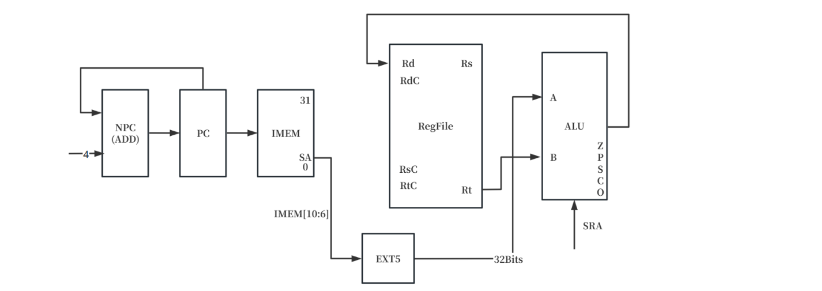 Rd
Rs
RdC
RegFile
RsC
RtC
Rt
A
ALU
B
Z
P
S
C
O
SRA
NPC
(ADD)
4
PC
31
IMEM
SA
0
IMEM[10:6]
EXT5
32Bits